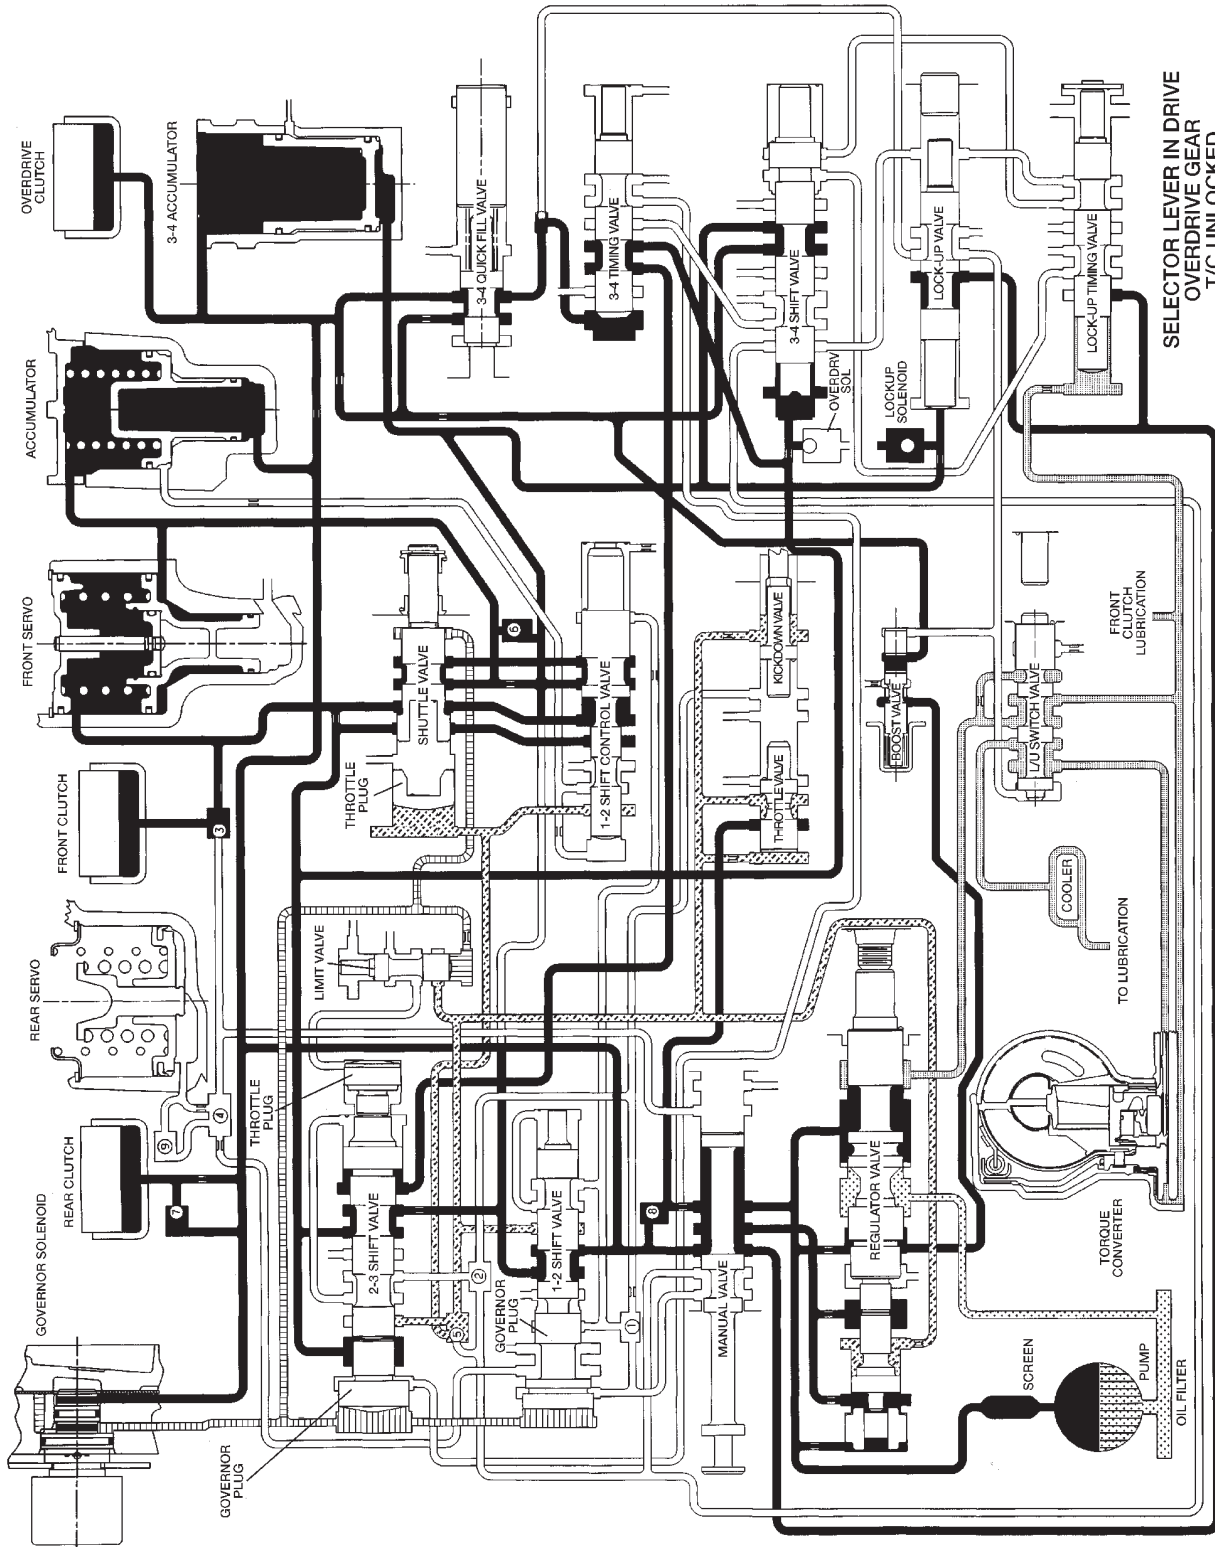 OVERDRIVE
CLUTCH
3-4 ACCUMULATOR
ACCUMULATOR
FRONT SERVO
FRONT CLUTCH
REAR SERVO
REAR CLUTCH
GOVERNOR SOLENOID
3-4 QUICK FILL VALVE
3-4 TIMING VALVE
3-4 SHIFT VALVE
LOCK-UP VALVE
LOCK-UP TIMING VALVE
OVERDRV
SOL
LOCKUP
SOLENOID
SHUTTLE VALVE
THROTTLE
PLUG
1-2 SHIFT CONTROL VALVE
KICKDOWN VALVE
THROTTLE VALVE
BOOST VALVE
L/U SWITCH VALVE
FRONT
CLUTCH
LUBRICATION
COOLER
TO LUBRICATION
LIMIT VALVE
THROTTLE
PLUG
2-3 SHIFT VALVE
1-2 SHIFT VALVE
GOVERNOR
PLUG
GOVERNOR
PLUG
MANUAL VALVE
REGULATOR VALVE
TORQUE
CONVERTER
SCREEN
PUMP
OIL FILTER
1
2
3
4
5
6
7
8
9
SELECTOR LEVER IN DRIVE
OVERDRIVE GEAR
T/C UNLOCKED